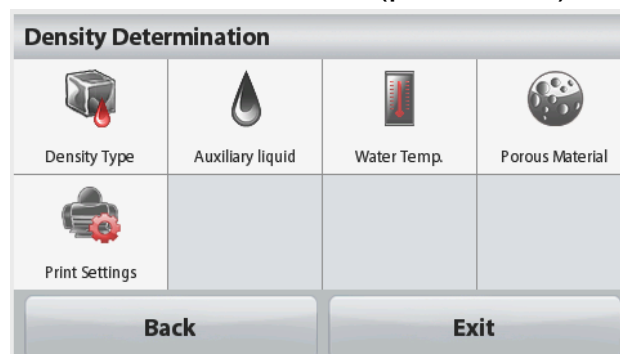 Density Determination
Density Type
Auxiliary liquid
Water Temp.
Porous Material
Print Settings
Back
Exit